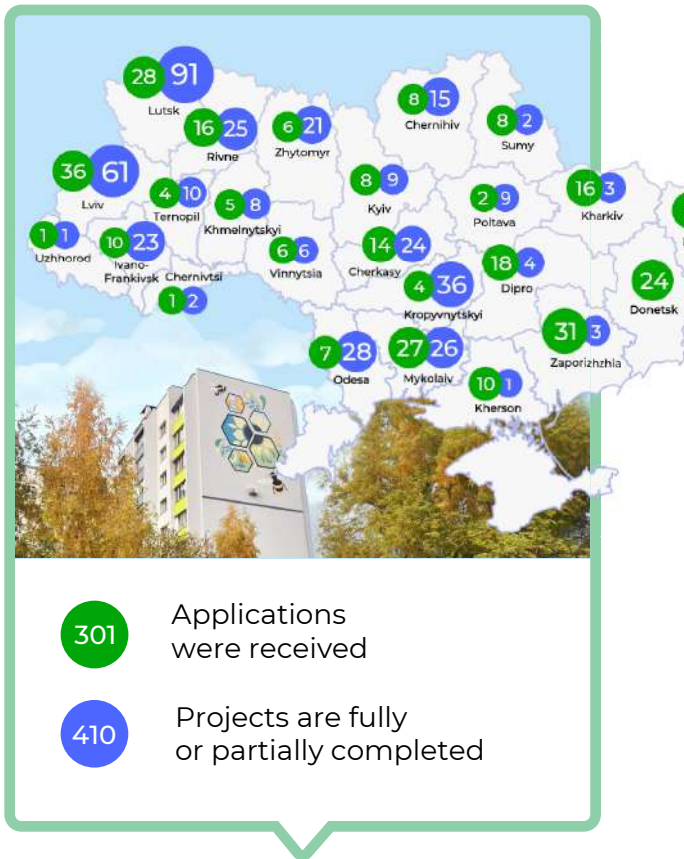 28 91
Lutsk
16 25
Rivne
6 21
Zhytomyr
8 15
Chernihiv
8 2
Sumy
36 61
Lviv
4 10
Ternopil
5 8
Khmelnytskyi
8 9
Kyiv
2 9
Poltava
16 3
Kharkiv
1 1
Uzhhorod
10 23
Ivano-
Frankivsk
Chernivtsi
1 2
6 6
Vinnytsia
14 24
Cherkasy
4 36
Kropyvnytskyi
18 4
Dipro
24
Donetsk
7 28
Odesa
27 26
Mykolaiv
10 1
Kherson
31 3
Zaporizhzhia
301
Applications
were received
410
Projects are fully
or partially completed